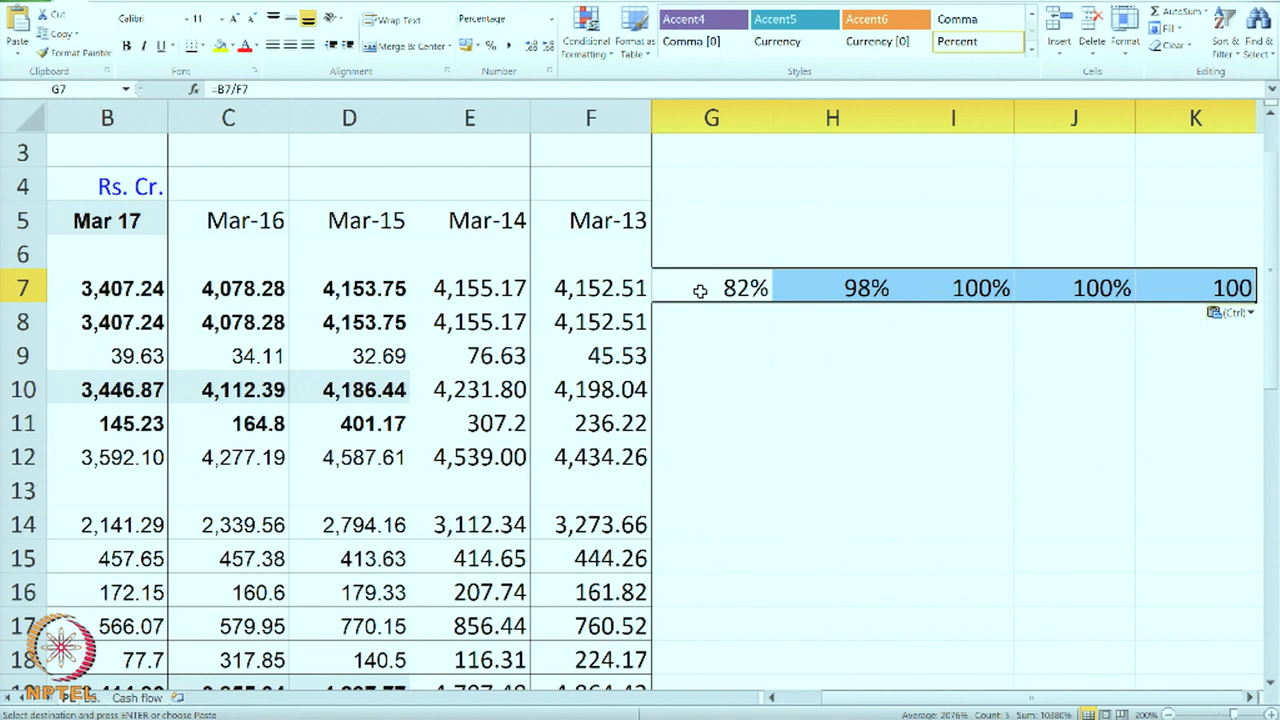 Cut Calibri 11 A A Wrap Text Percentage Accent4 Accent5 Accent6 Comma AutoSum
Copy Fill
Paste Format Painter B I U A Merge & Center % Conditional Formatting Format as Table Comma [0] Currency Currency [0] Percent Insert Delete Format Clear Sort & Filter Find & Select
Clipboard Font Alignment Number Styles Cells Editing
G7 fx =B7/F7
B C D E F G H I J K
3
4 Rs. Cr.
5 Mar 17 Mar-16 Mar-15 Mar-14 Mar-13
6
7 3,407.24 4,078.28 4,153.75 4,155.17 4,152.51 82% 98% 100% 100% 100
8 3,407.24 4,078.28 4,153.75 4,155.17 4,152.51 (Ctrl)
9 39.63 34.11 32.69 76.63 45.53
10 3,446.87 4,112.39 4,186.44 4,231.80 4,198.04
11 145.23 164.8 401.17 307.2 236.22
12 3,592.10 4,277.19 4,587.61 4,539.00 4,434.26
13
14 2,141.29 2,339.56 2,794.16 3,112.34 3,273.66
15 457.65 457.38 413.63 414.65 444.26
16 172.15 160.6 179.33 207.74 161.82
17 566.07 579.95 770.15 856.44 760.52
18 77.7 317.85 140.5 116.31 224.17
NPTEL Cash flow
Select destination and press ENTER or choose Paste Average: 2076% Count: 5 Sum: 10380% 200%